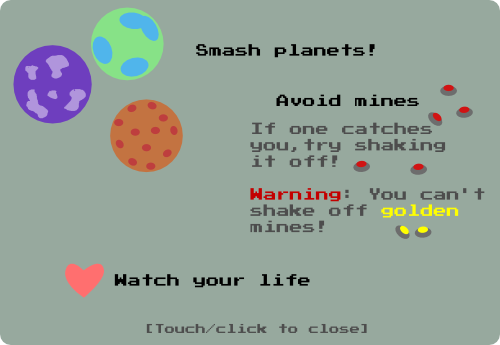 Smash planets!
Avoid mines
If one catches
you,try shaking
it off!
Warning: You can't
shake off golden
mines!
Watch your life
[Touch/click to close]